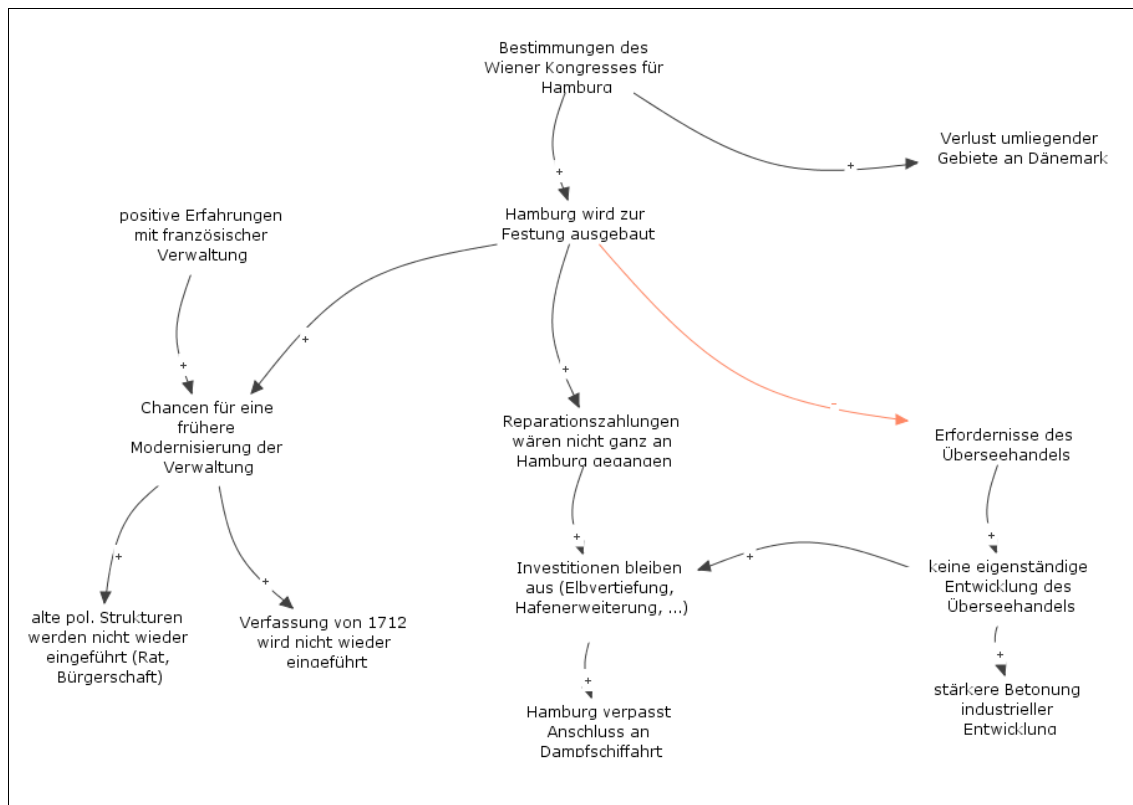 Bestimmungen des
Wiener Kongresses für
Hamburg
+
+
Verlust umliegender
Gebiete an Dänemark
positive Erfahrungen
mit französischer
Verwaltung
Hamburg wird zur
Festung ausgebaut
+
+
+
-
Chancen für eine
frühere
Modernisierung der
Verwaltung
Reparationszahlungen
wären nicht ganz an
Hamburg gegangen
Erfordernisse des
Überseehandels
+
+
+
+
+
alte pol. Strukturen
werden nicht wieder
eingeführt (Rat,
Bürgerschaft)
Verfassung von 1712
wird nicht wieder
eingeführt
Investitionen bleiben
aus (Elbvertiefung,
Hafenerweiterung, ...)
keine eigenständige
Entwicklung des
Überseehandels
+
+
Hamburg verpasst
Anschluss an
Dampfschiffahrt
stärkere Betonung
industrieller
Entwicklung